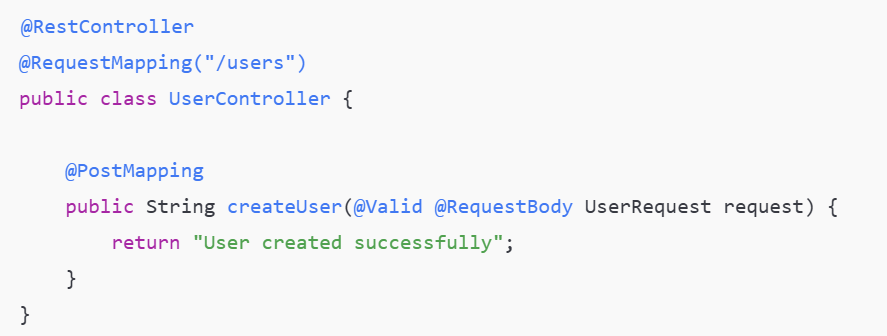 @RestController
@RequestMapping("/users")
public class UserController {
    @PostMapping
    public String createUser(@Valid @RequestBody UserRequest request) {
        return "User created successfully";
    }
}